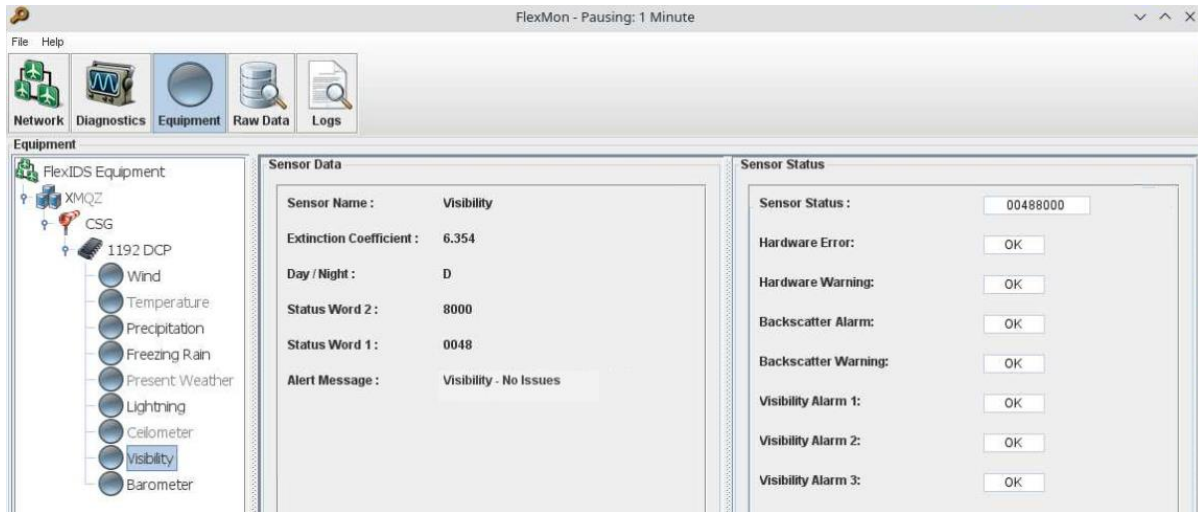 FlexMon - Pausing: 1 Minute
File Help
Network Diagnostics Equipment Raw Data Logs
Equipment
FlexIDS Equipment
XMQZ
CSG
1192 DCP
Wind
Temperature
Precipitation
Freezing Rain
Present Weather
Lightning
Ceilometer
Visibility
Barometer
Sensor Data
Sensor Name : Visibility
Extinction Coefficient : 6.354
Day / Night : D
Status Word 2 : 8000
Status Word 1 : 0048
Alert Message : Visibility - No Issues
Sensor Status
Sensor Status : 00488000
Hardware Error: OK
Hardware Warning: OK
Backscatter Alarm: OK
Backscatter Warning: OK
Visibility Alarm 1: OK
Visibility Alarm 2: OK
Visibility Alarm 3: OK